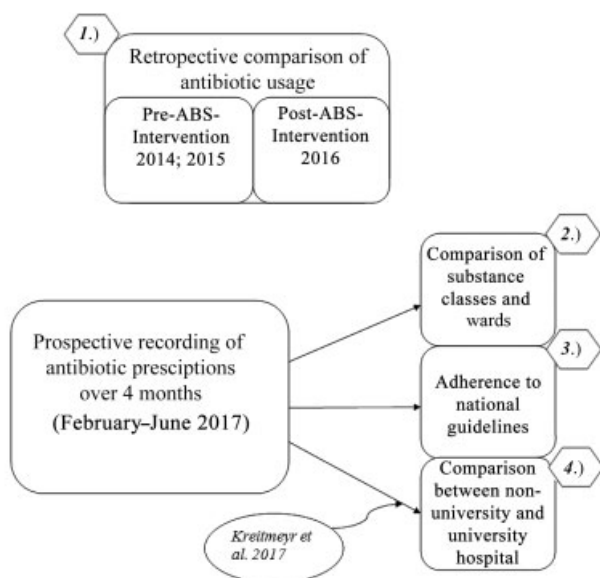 1.)
Retropective comparison of
antibiotic usage
Pre-ABS-
Intervention
2014; 2015
Post-ABS-
Intervention
2016
Prospective recording of
antibiotic presciptions
over 4 months
(February–June 2017)
2.)
Comparison of
substance
classes and
wards
3.)
Adherence to
national
guidelines
4.)
Comparison
between non-
university and
university
hospital
Kreitmeyr et
al. 2017